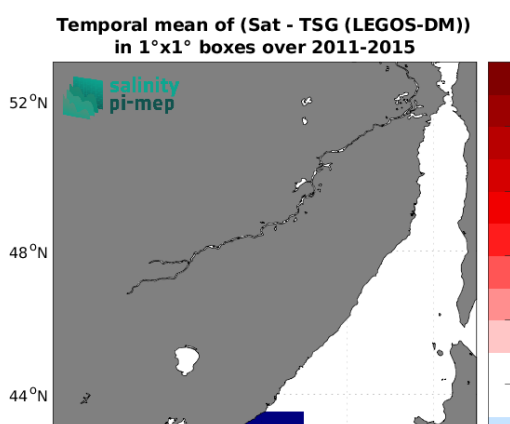 Temporal mean of (Sat - TSG (LEGOS-DM))
in 1°x1° boxes over 2011-2015
salinity
pi-mep
52°N
48°N
44°N